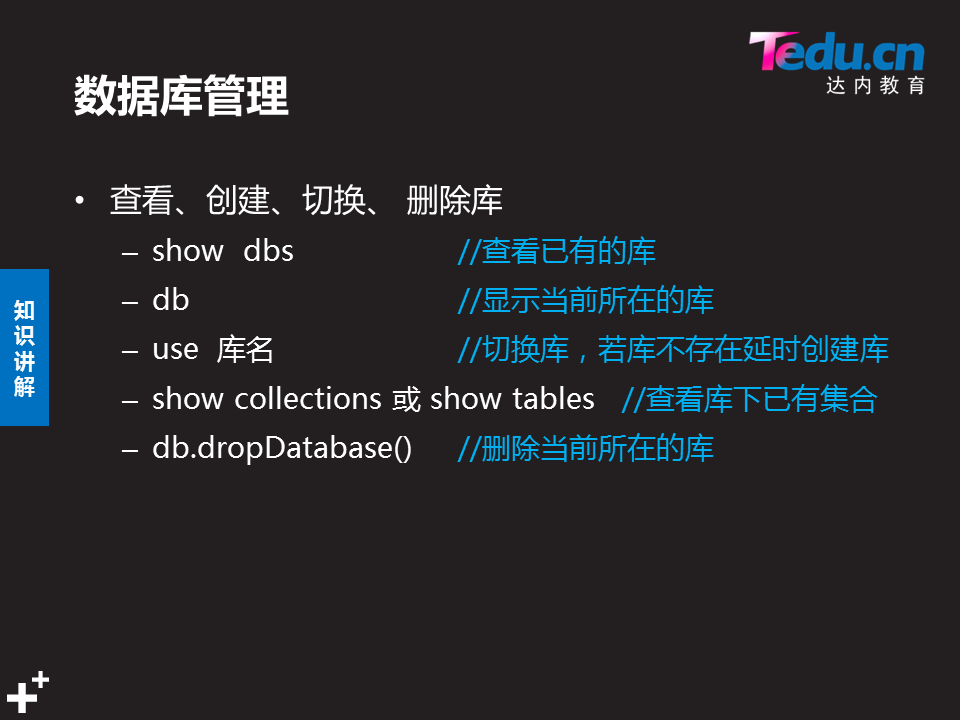 Tedu.cn
达内教育
数据库管理
• 查看、创建、切换、 删除库
– show dbs //查看已有的库
– db //显示当前所在的库
– use 库名 //切换库，若库不存在延时创建库
– show collections 或 show tables //查看库下已有集合
– db.dropDatabase() //删除当前所在的库
知识讲解